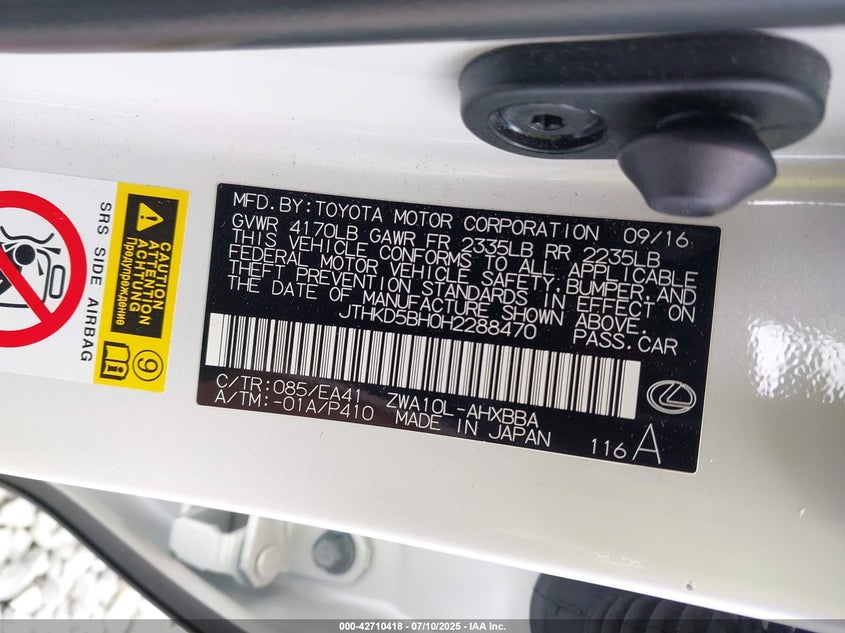 MFD. BY: TOYOTA MOTOR CORPORATION 09/16
GVWR 4170LB GAWR FR 2335LB RR 2235LB
THIS VEHICLE CONFORMS TO ALL APPLICABLE
FEDERAL MOTOR VEHICLE SAFETY, BUMPER, AND
THEFT PREVENTION STANDARDS IN EFFECT ON
THE DATE OF MANUFACTURE SHOWN ABOVE.
JTHKD5BH0H2288470 PASS. CAR
C/TR: 085/EA41 ZWA10L-AHXBBA
A/TM: -01A/P410 MADE IN JAPAN
116 A
SRS SIDE AIRBAG
CAUTION
ATTENTION
ACHTUNG
Предупреждение
9
000-42710418 - 07/10/2025 - IAA Inc.